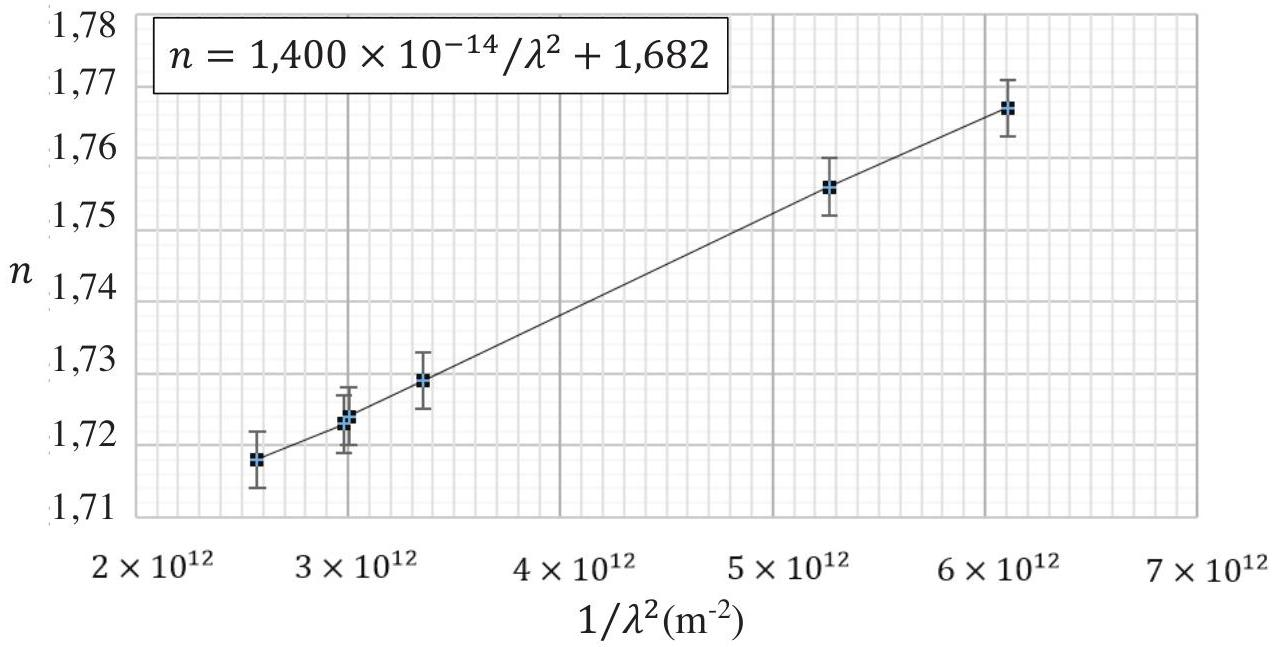 1,78
n = 1,400 × 10⁻¹⁴/λ² + 1,682
1,77
1,76
1,75
n
1,74
1,73
1,72
1,71
2 × 10¹² 3 × 10¹² 4 × 10¹² 5 × 10¹² 6 × 10¹² 7 × 10¹²
1/λ²(m⁻²)